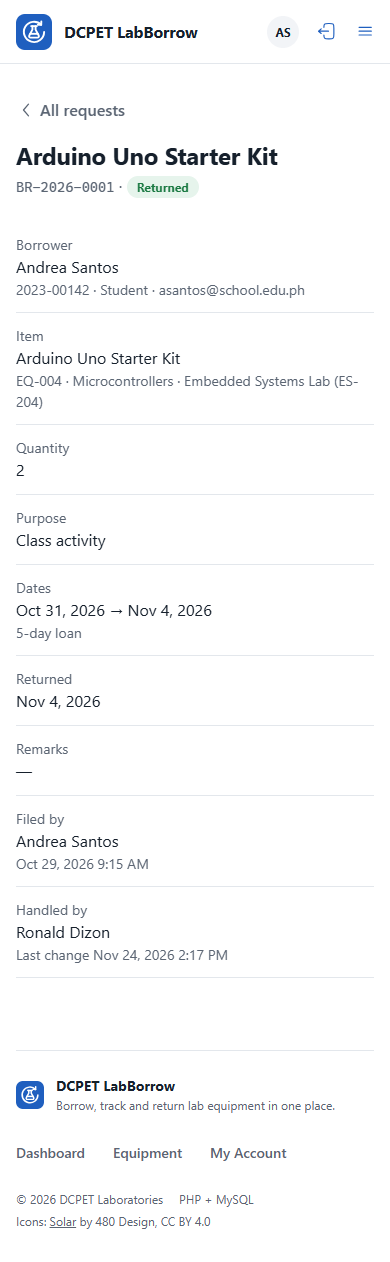 DCPET LabBorrow
AS
All requests
Arduino Uno Starter Kit
BR-2026-0001 · Returned
Borrower
Andrea Santos
2023-00142 · Student · asantos@school.edu.ph
Item
Arduino Uno Starter Kit
EQ-004 · Microcontrollers · Embedded Systems Lab (ES-
204)
Quantity
2
Purpose
Class activity
Dates
Oct 31, 2026 → Nov 4, 2026
5-day loan
Returned
Nov 4, 2026
Remarks
—
Filed by
Andrea Santos
Oct 29, 2026 9:15 AM
Handled by
Ronald Dizon
Last change Nov 24, 2026 2:17 PM
DCPET LabBorrow
Borrow, track and return lab equipment in one place.
Dashboard Equipment My Account
© 2026 DCPET Laboratories PHP + MySQL
Icons: Solar by 480 Design, CC BY 4.0